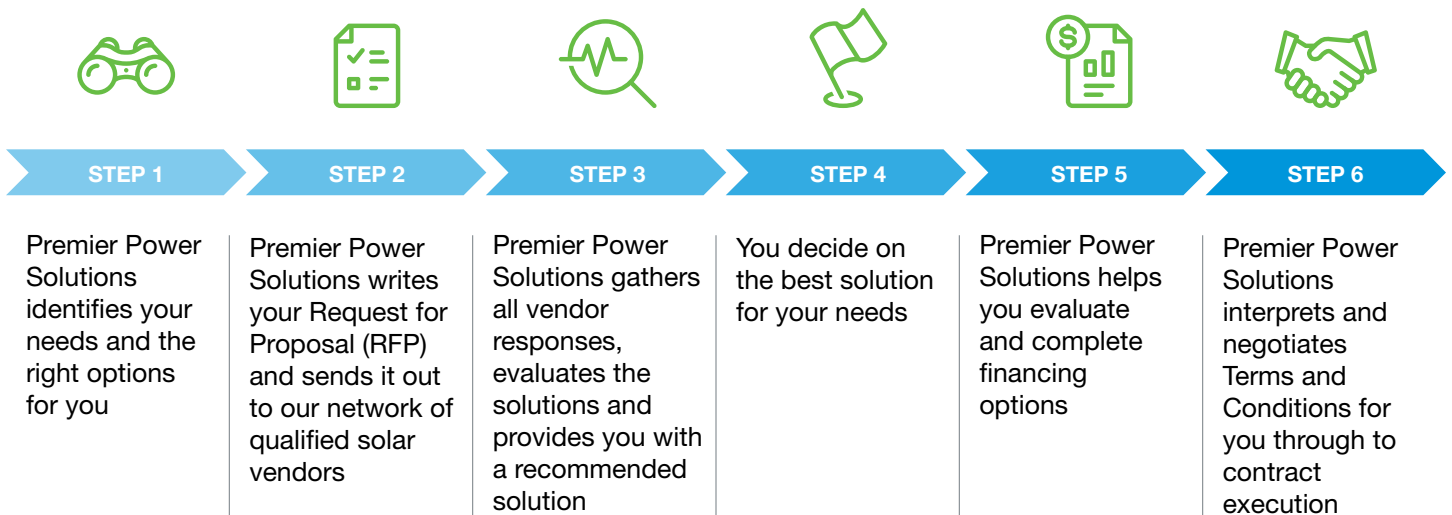 STEP 1
STEP 2
STEP 3
STEP 4
STEP 5
STEP 6
Premier Power
Solutions
identifies your
needs and the
right options
for you
Premier Power
Solutions writes
your Request for
Proposal (RFP)
and sends it out
to our network of
qualified solar
vendors
Premier Power
Solutions gathers
all vendor
responses,
evaluates the
solutions and
provides you with
a recommended
solution
You decide on
the best solution
for your needs
Premier Power
Solutions helps
you evaluate
and complete
financing
options
Premier Power
Solutions
interprets and
negotiates
Terms and
Conditions for
you through to
contract
execution